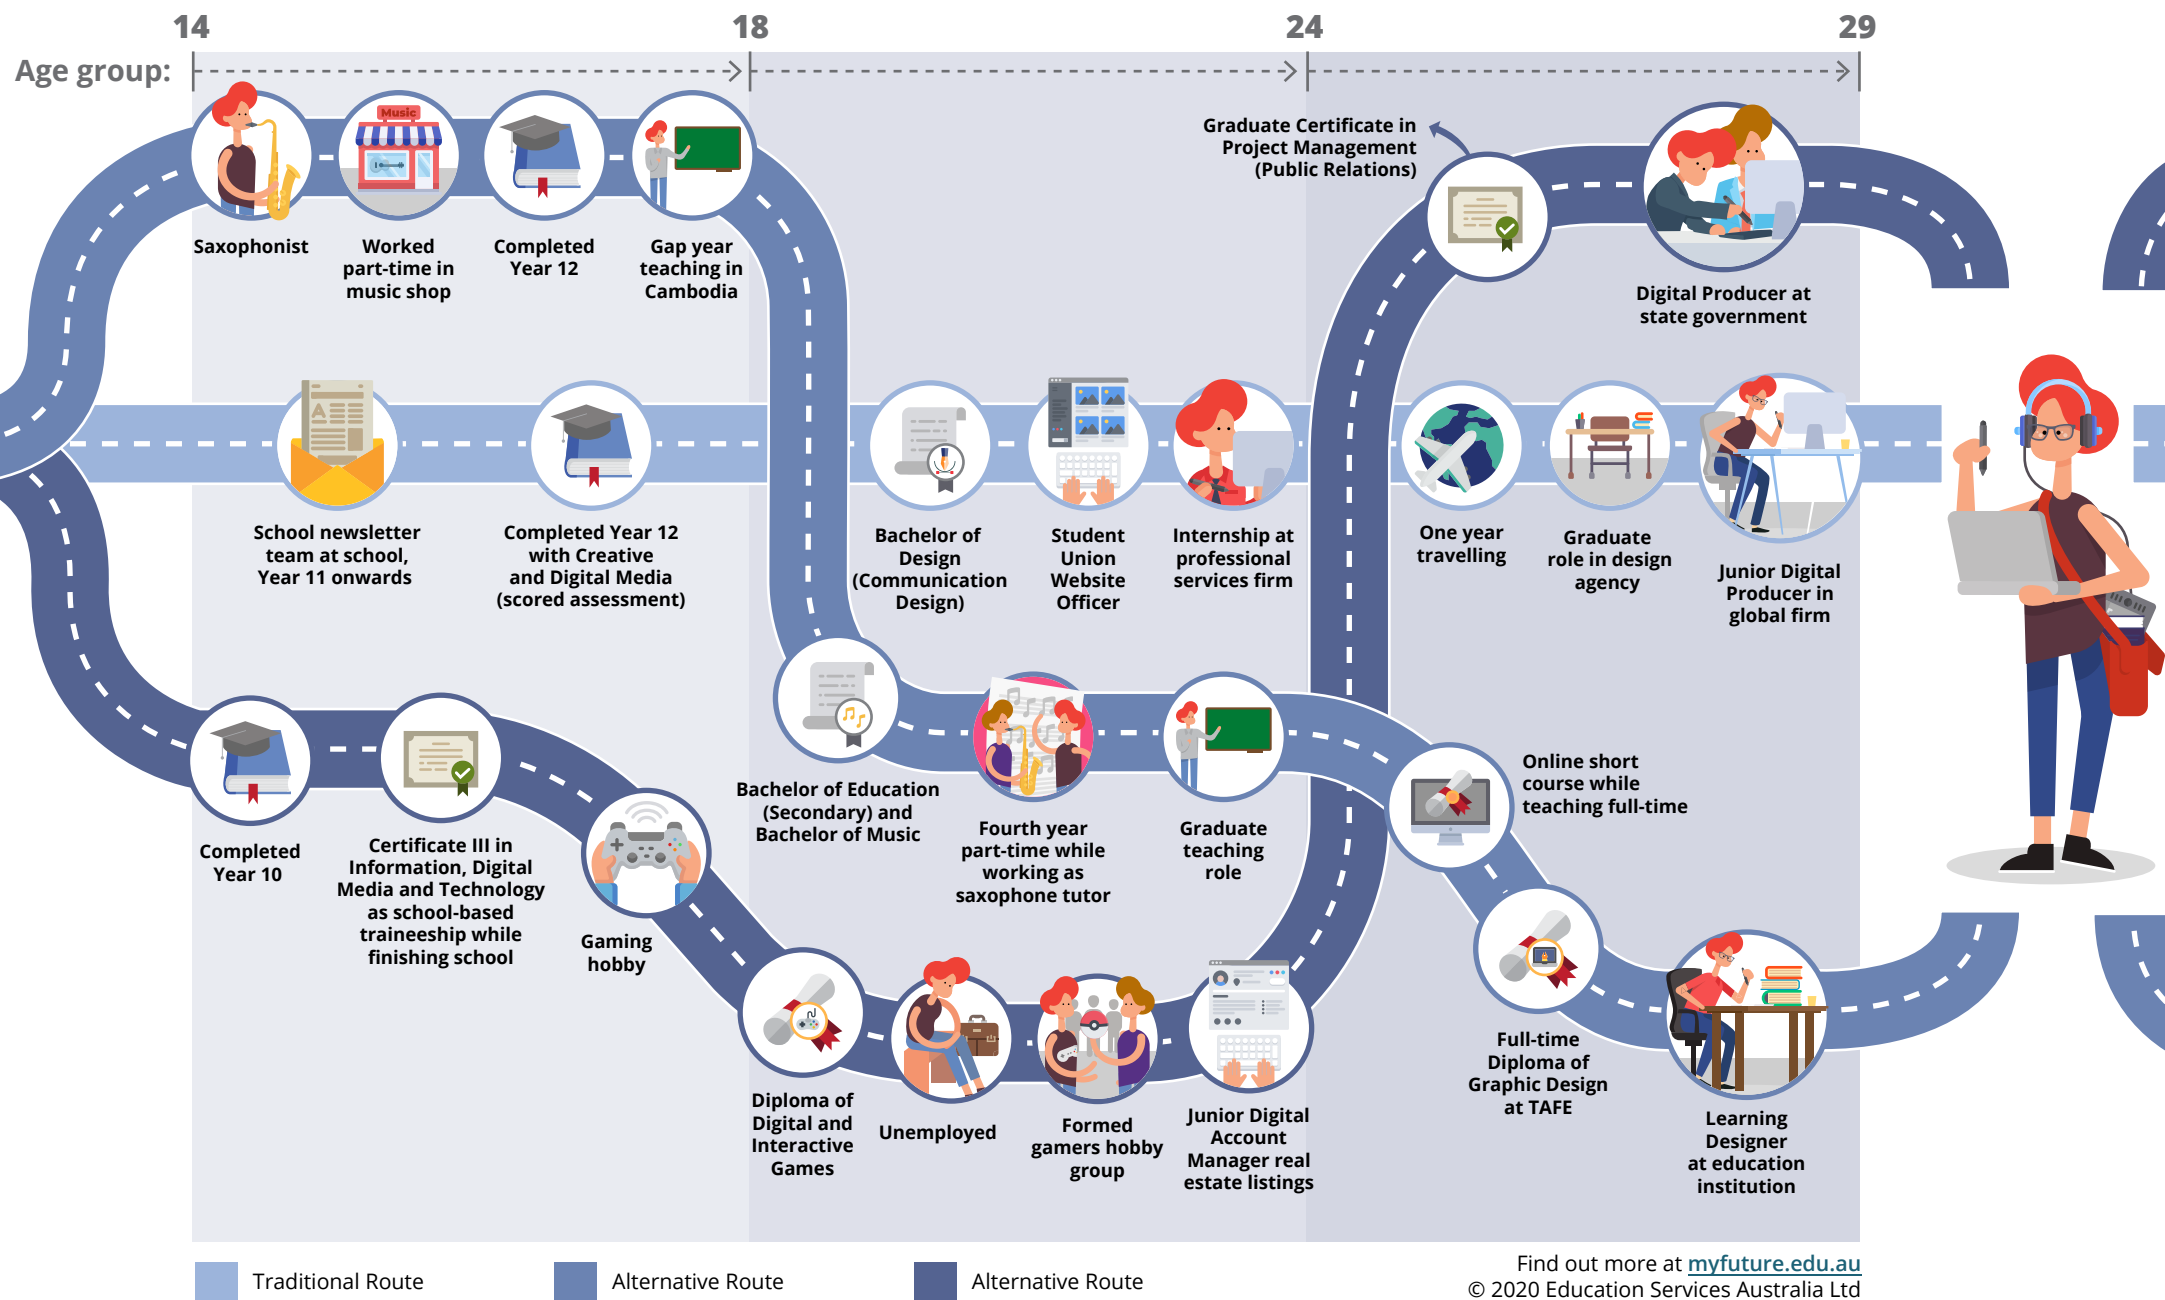 14
18
24
29
Age group:
Music
Saxophonist
Worked
part-time in
music shop
Completed
Year 12
Gap year
teaching in
Cambodia
Graduate Certificate in
Project Management
(Public Relations)
Digital Producer at
state government
A
School newsletter
team at school,
Year 11 onwards
Completed Year 12
with Creative
and Digital Media
(scored assessment)
Bachelor of
Design
(Communication
Design)
Student
Union
Website
Officer
Internship at
professional
services firm
One year
travelling
Graduate
role in design
agency
Junior Digital
Producer in
global firm
Completed
Year 10
Certificate III in
Information, Digital
Media and Technology
as school-based
traineeship while
finishing school
Gaming
hobby
Bachelor of Education
(Secondary) and
Bachelor of Music
Fourth year
part-time while
working as
saxophone tutor
Graduate
teaching
role
Online short
course while
teaching full-time
Diploma of
Digital and
Interactive
Games
Unemployed
Formed
gamers hobby
group
Junior Digital
Account
Manager real
estate listings
Full-time
Diploma of
Graphic Design
at TAFE
Learning
Designer
at education
institution
Traditional Route
Alternative Route
Alternative Route
Find out more at myfuture.edu.au
© 2020 Education Services Australia Ltd